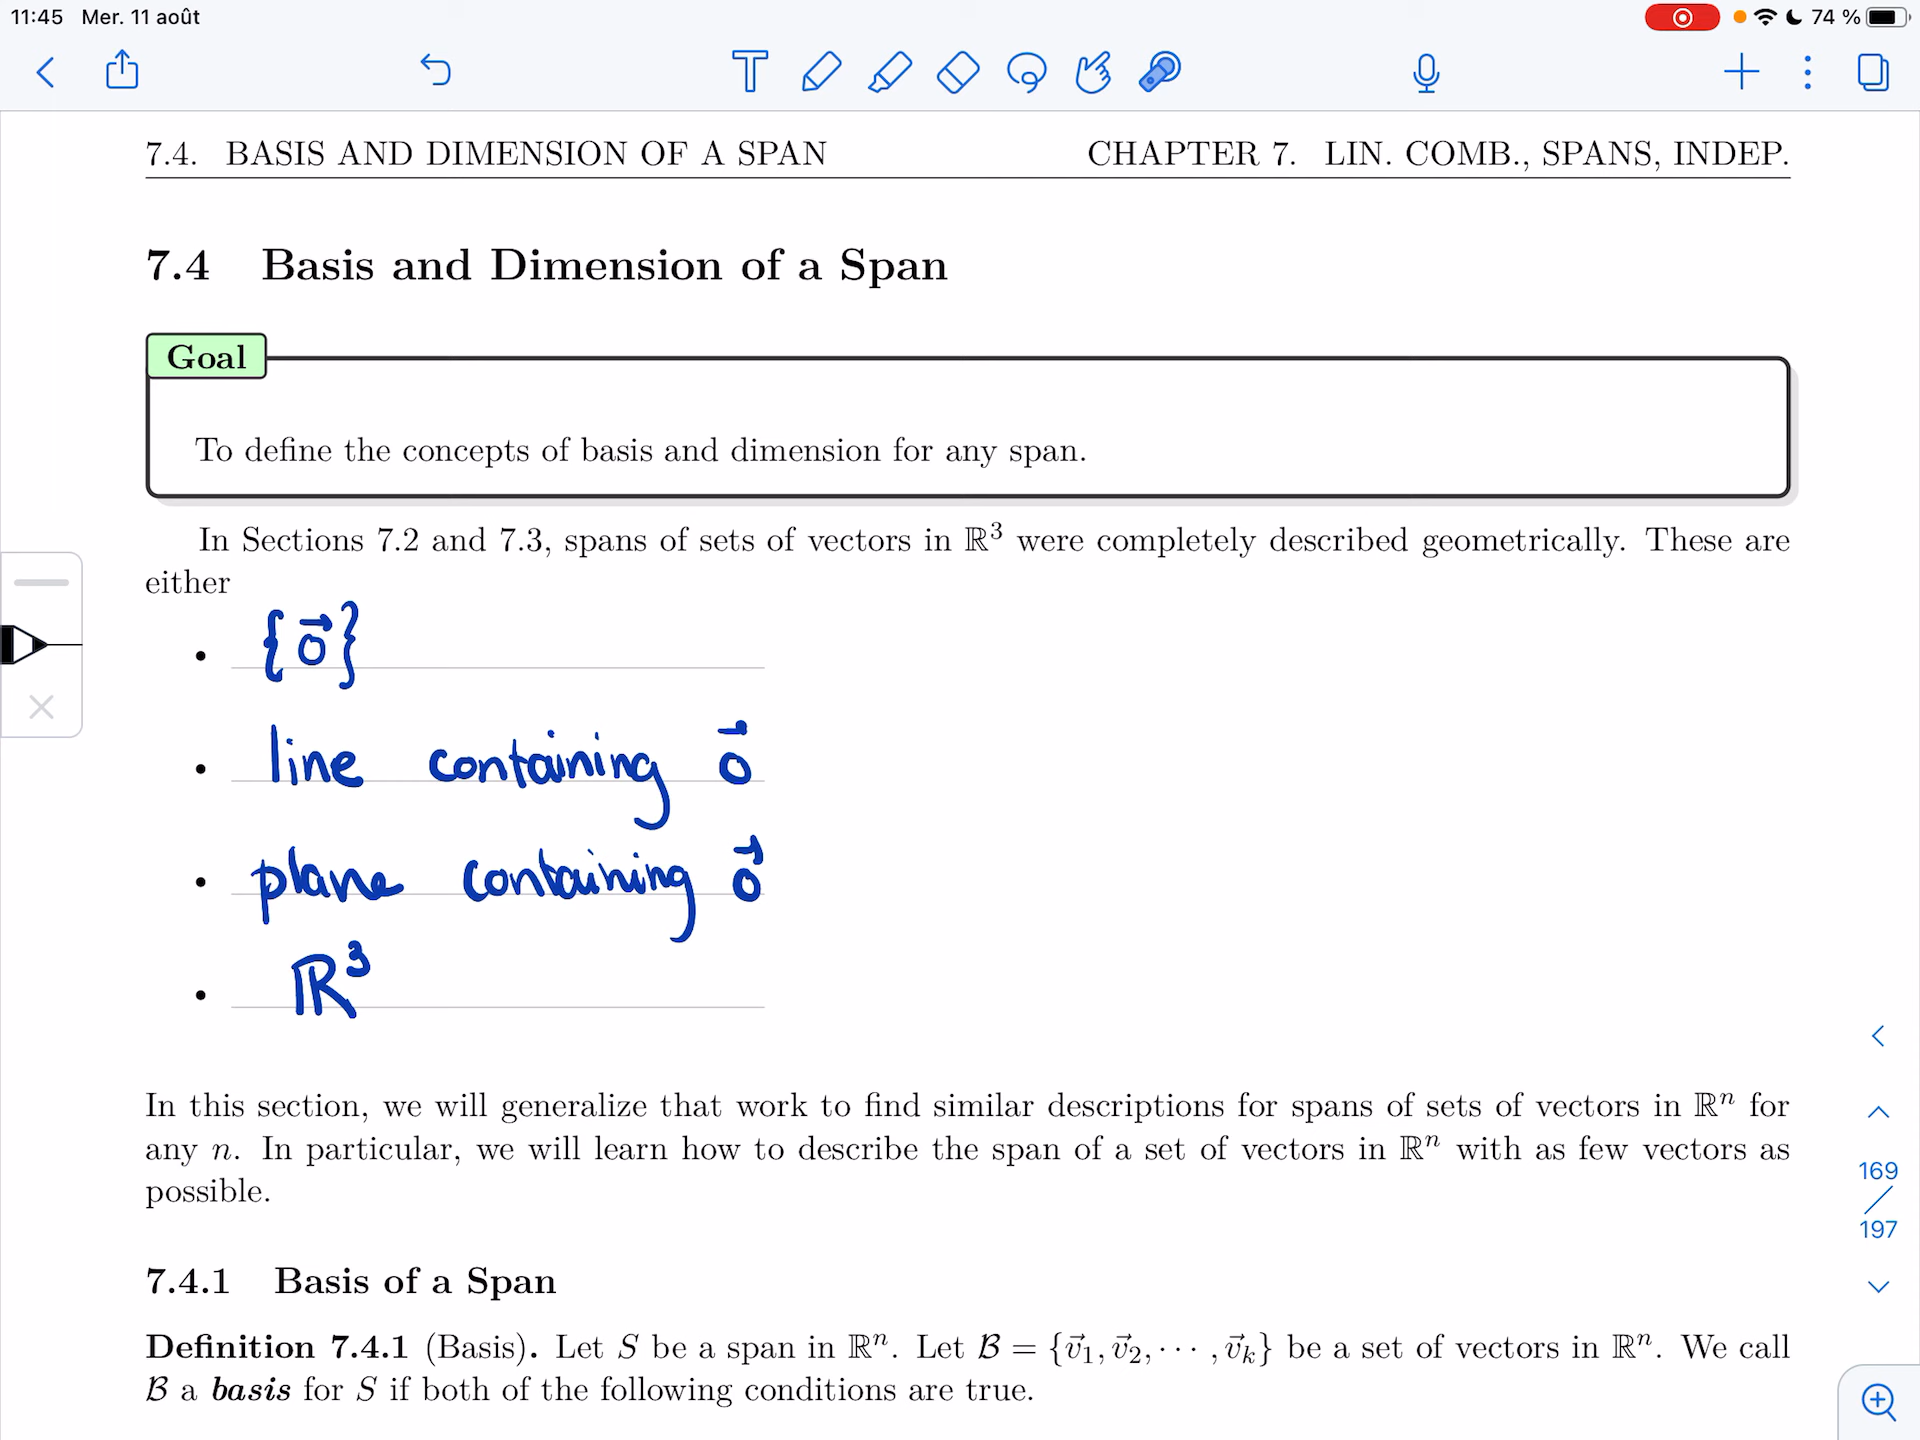 11:45 Mer. 11 août
74 %
7.4. BASIS AND DIMENSION OF A SPAN CHAPTER 7. LIN. COMB., SPANS, INDEP.
7.4 Basis and Dimension of a Span
Goal
To define the concepts of basis and dimension for any span.
In Sections 7.2 and 7.3, spans of sets of vectors in ℝ³ were completely described geometrically. These are
either
• {0⃗}
• line containing 0⃗
• plane containing 0⃗
• ℝ³
In this section, we will generalize that work to find similar descriptions for spans of sets of vectors in ℝⁿ for
any n. In particular, we will learn how to describe the span of a set of vectors in ℝⁿ with as few vectors as
possible.
169
/
197
7.4.1 Basis of a Span
Definition 7.4.1 (Basis). Let S be a span in ℝⁿ. Let ℬ = {v⃗₁, v⃗₂, ⋯ , v⃗ₖ} be a set of vectors in ℝⁿ. We call
ℬ a basis for S if both of the following conditions are true.